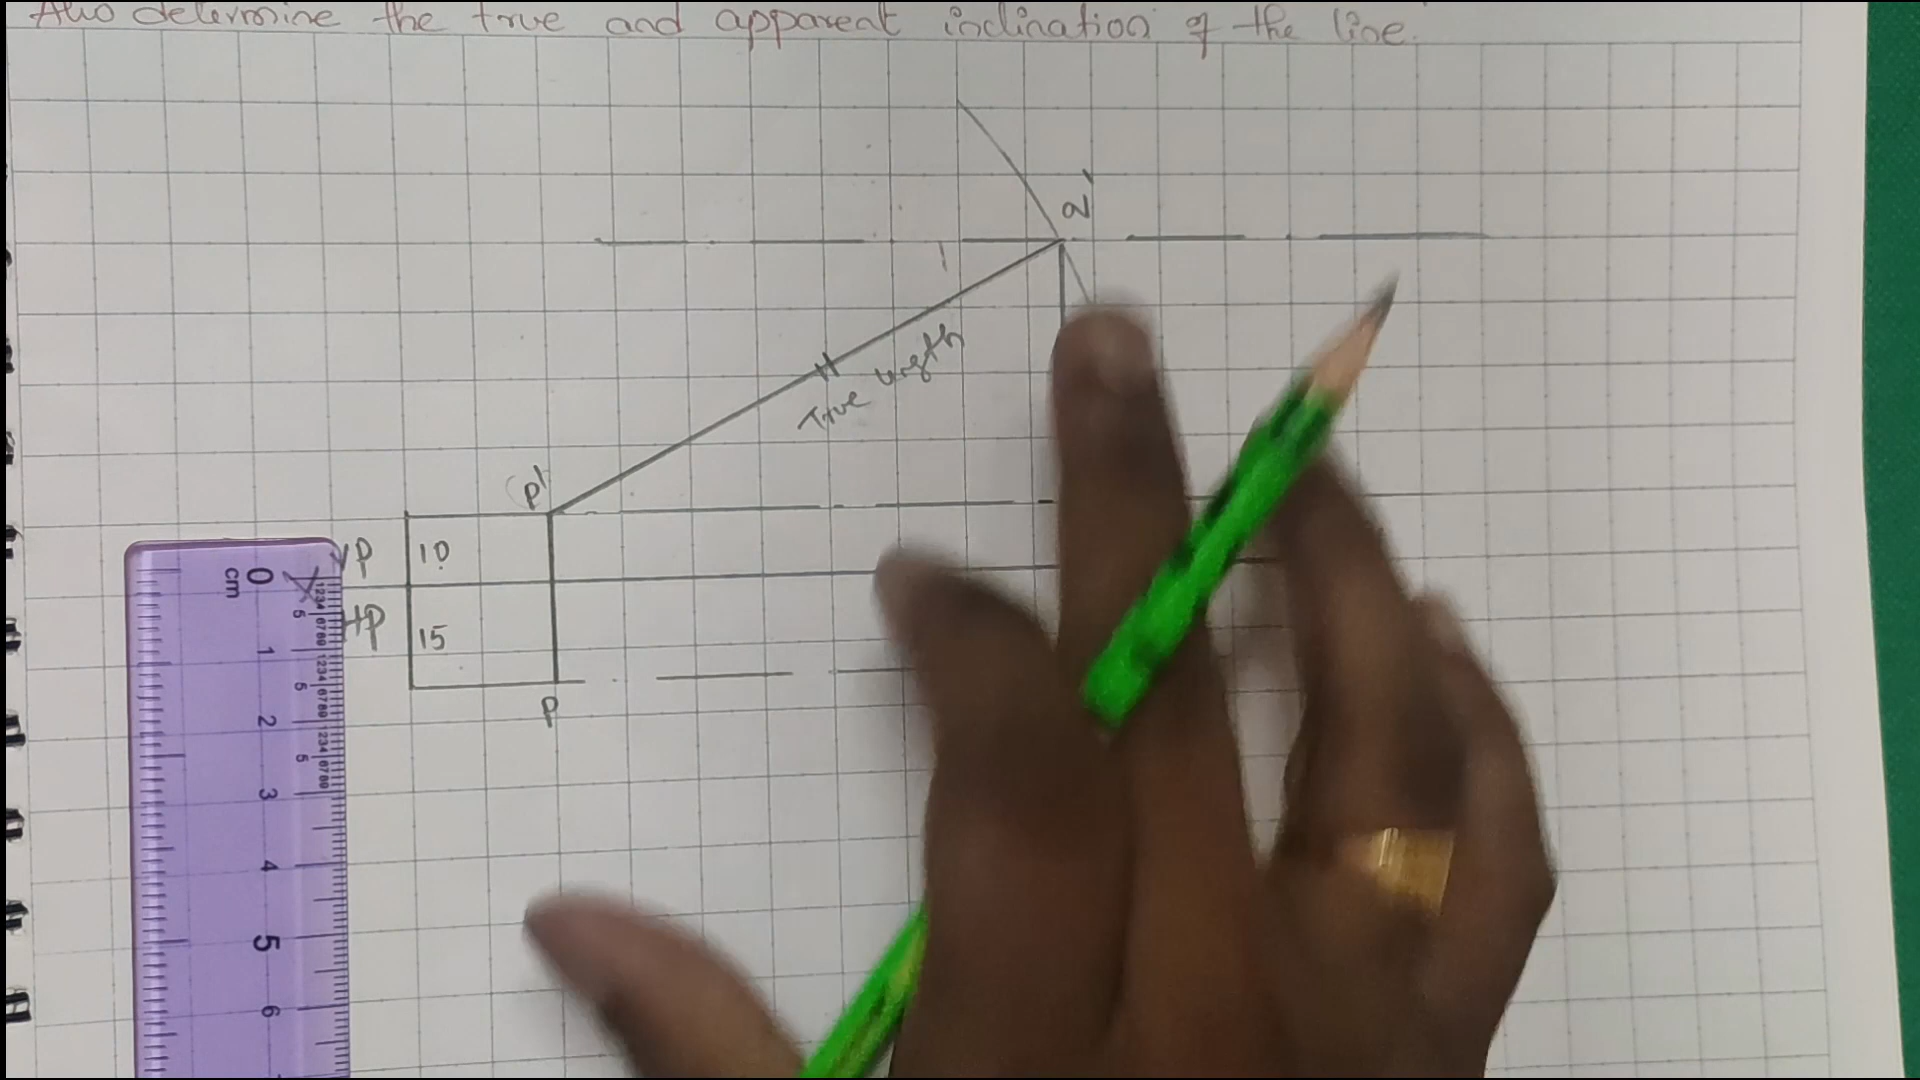 Also determine the true and apparent inclination of the line.
a'
True length
p'
VP
10
HP
15
p
0
cm
1
2
3
4
5
6